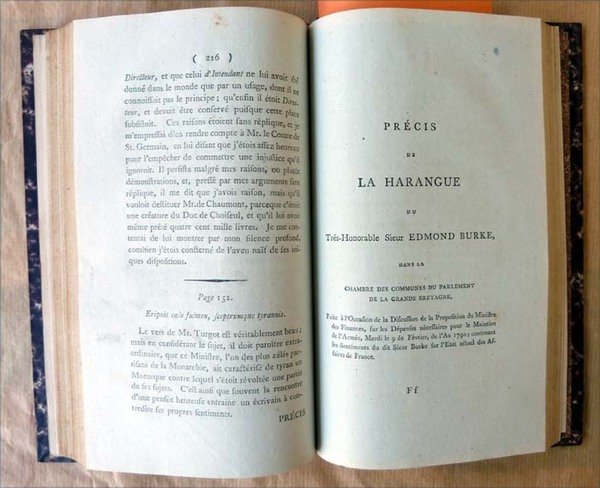 ( 216 )
Directeur, et que celui d'Intendant ne lui avoit été
donné dans le monde que par un usage, dont il ne
connoissoit pas le principe ; qu'enfin il étoit Direc-
teur, et devoit être conservé puisque cette place
subsistoit. Ces raisons étoient sans réplique, et je
m'empressai d'en rendre compte à Mr. le Comte de
St. Germain, en lui disant que j'étois assez heureuse
pour l'empêcher de commettre une injustice qu'il
ignoroit. Il persista malgré mes raisons, ou plutôt
démonstrations, et, pressé par mes arguments sans
réplique, il me dit que j'avois raison, mais qu'il
vouloit destituer Mr. de Chaumont, parceque c'étoit
une créature du Duc de Choiseul, et qu'il lui avoit
même prêté quatre cent mille livres. Je me con-
tentai de lui montrer par mon silence profond,
combien j'étois consterné de l'aveu naïf de ses ini-
ques dispositions.
Page 152.
Eripuit cœlo fulmen, sceptrumque tyrannis.
Le vers de Mr. Turgot est véritablement beau ;
mais en considérant le sujet, il doit paroître extra-
ordinaire, que ce Ministre, l'un des plus zélés par-
tisans de la Monarchie, ait caractérisé de tyran un
Monarque contre lequel s'étoit révoltée une partie
de ses sujets. C'est ainsi que souvent la rencontre
d'une pensée heureuse entraine un écrivain à con-
tredire ses propres sentiments.
PRÉCIS
PRÉCIS
DE
LA HARANGUE
DU
Trés-Honorable Sieur EDMOND BURKE,
DANS LA
CHAMBRE DES COMMUNES DU PARLEMENT
DE LA GRANDE BRETAGNE,
Faite à l'Occasion de la Discussion de la Proposition du Ministre
des Finances, sur les Dépenses nécessaires pour le Maintien
de l'Armée, Mardi le 9 de Février, de l'An 1790 : contenant
les Sentiments du dit Sieur Burke sur l'Etat actuel des Af-
faires de France.
F f